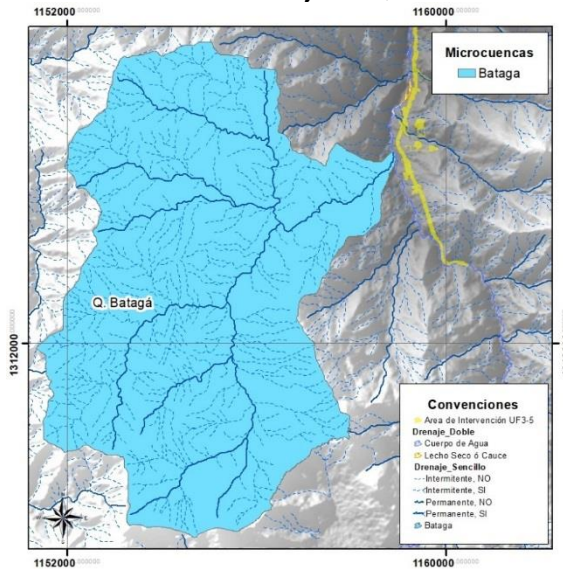 1152000
1160000
Microcuencas
Bataga
Q. Batagá
1312000
Convenciones
Area de Intervención UF3-5
Drenaje_Doble
Cuerpo de Agua
Lecho Seco ó Cauce
Drenaje_Sencillo
Intermitente, NO
Intermitente, SI
Permanente, NO
Permanente, SI
Bataga
1152000
1160000